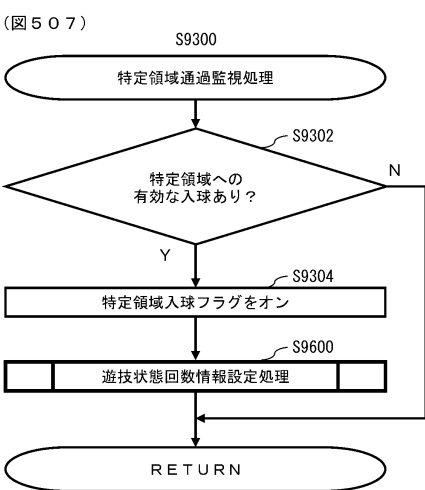 (図507)
S9300
特定領域通過監視処理
S9302
特定領域への
有効な入球あり?
N
Y
S9304
特定領域入球フラグをオン
S9600
遊技状態回数情報設定処理
RETURN